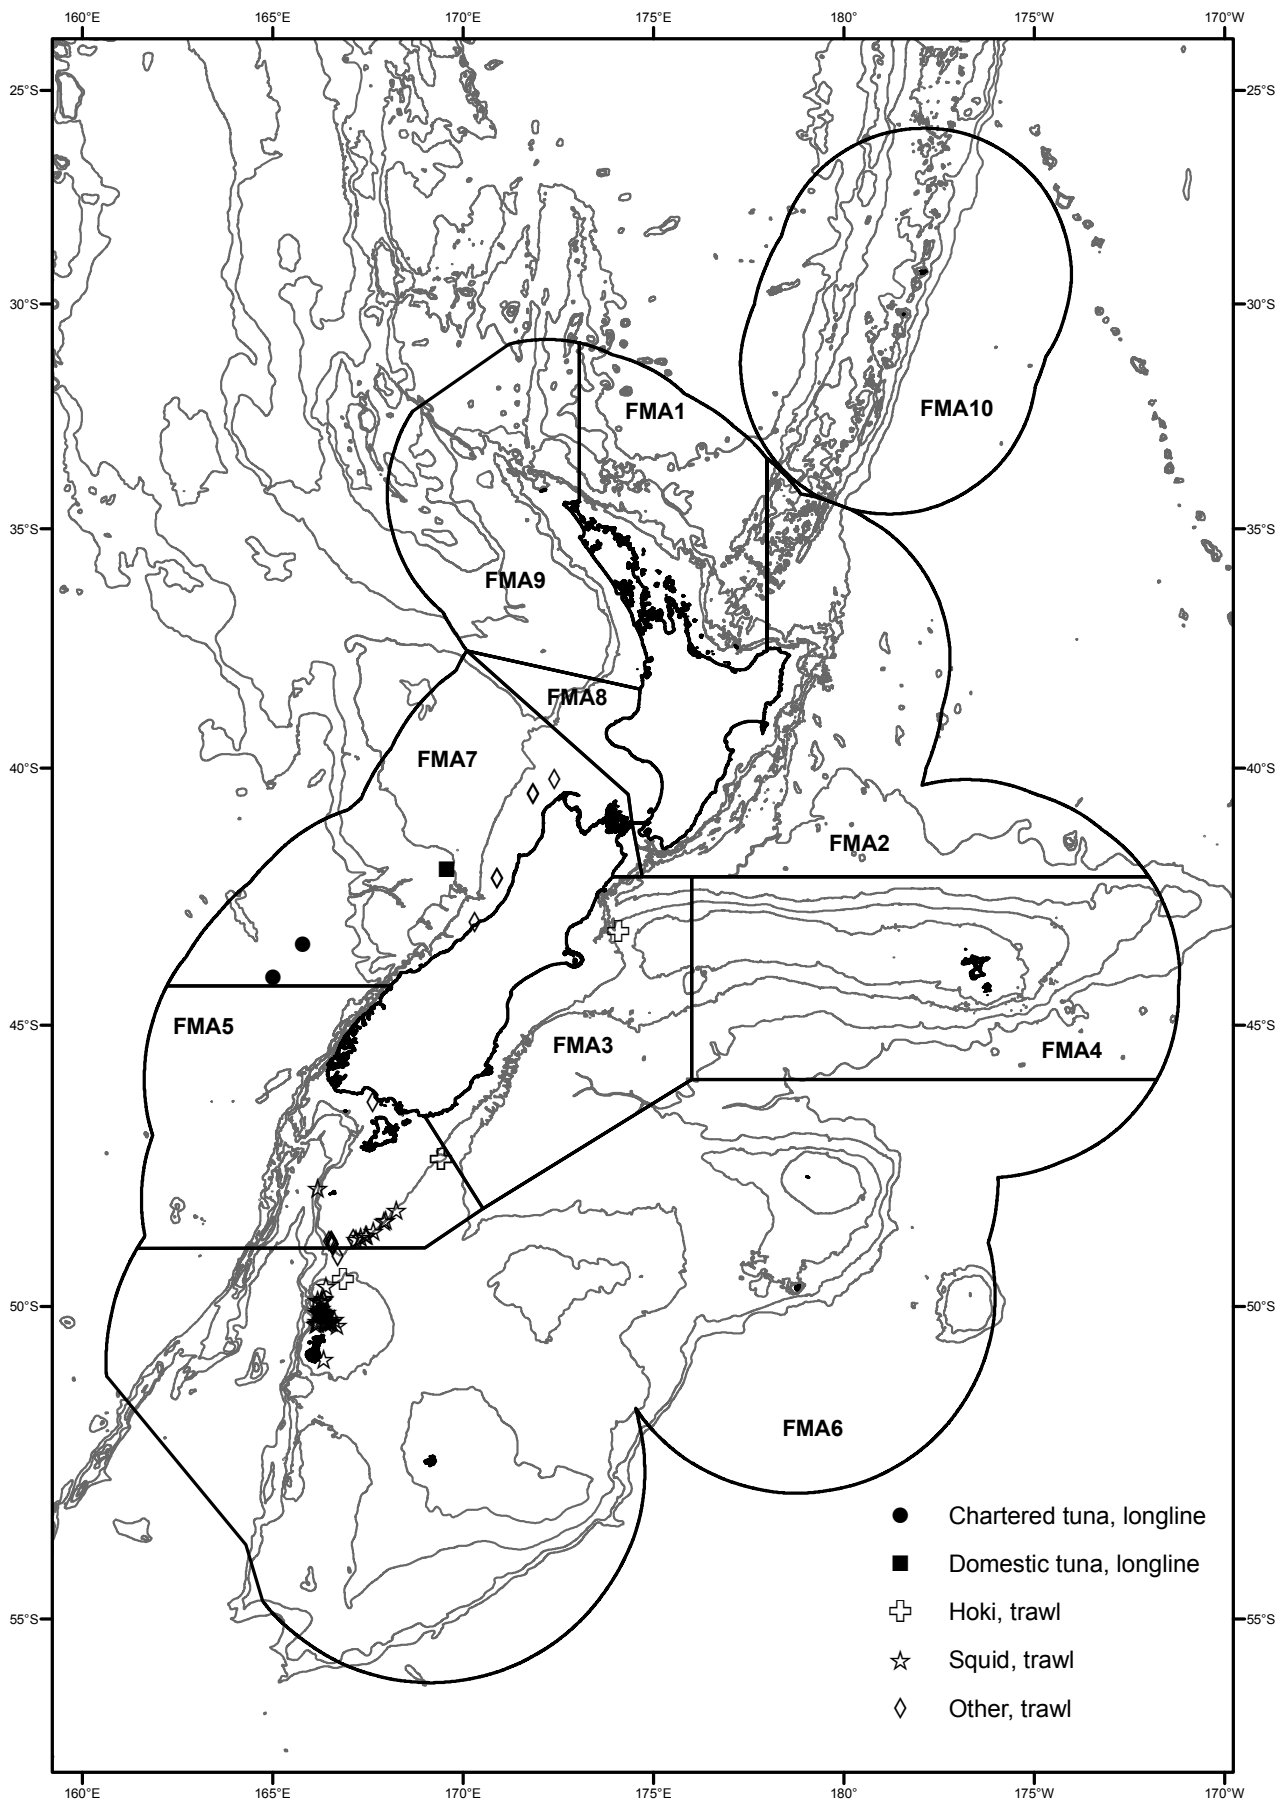 160°E 165°E 170°E 175°E 180° 175°W 170°W
25°S 25°S
30°S 30°S
FMA1
FMA10
35°S 35°S
FMA9
FMA8
FMA7
40°S 40°S
FMA2
FMA5
45°S 45°S
FMA3
FMA4
50°S 50°S
FMA6
Chartered tuna, longline
Domestic tuna, longline
Hoki, trawl
55°S 55°S
Squid, trawl
Other, trawl
160°E 165°E 170°E 175°E 180° 175°W 170°W